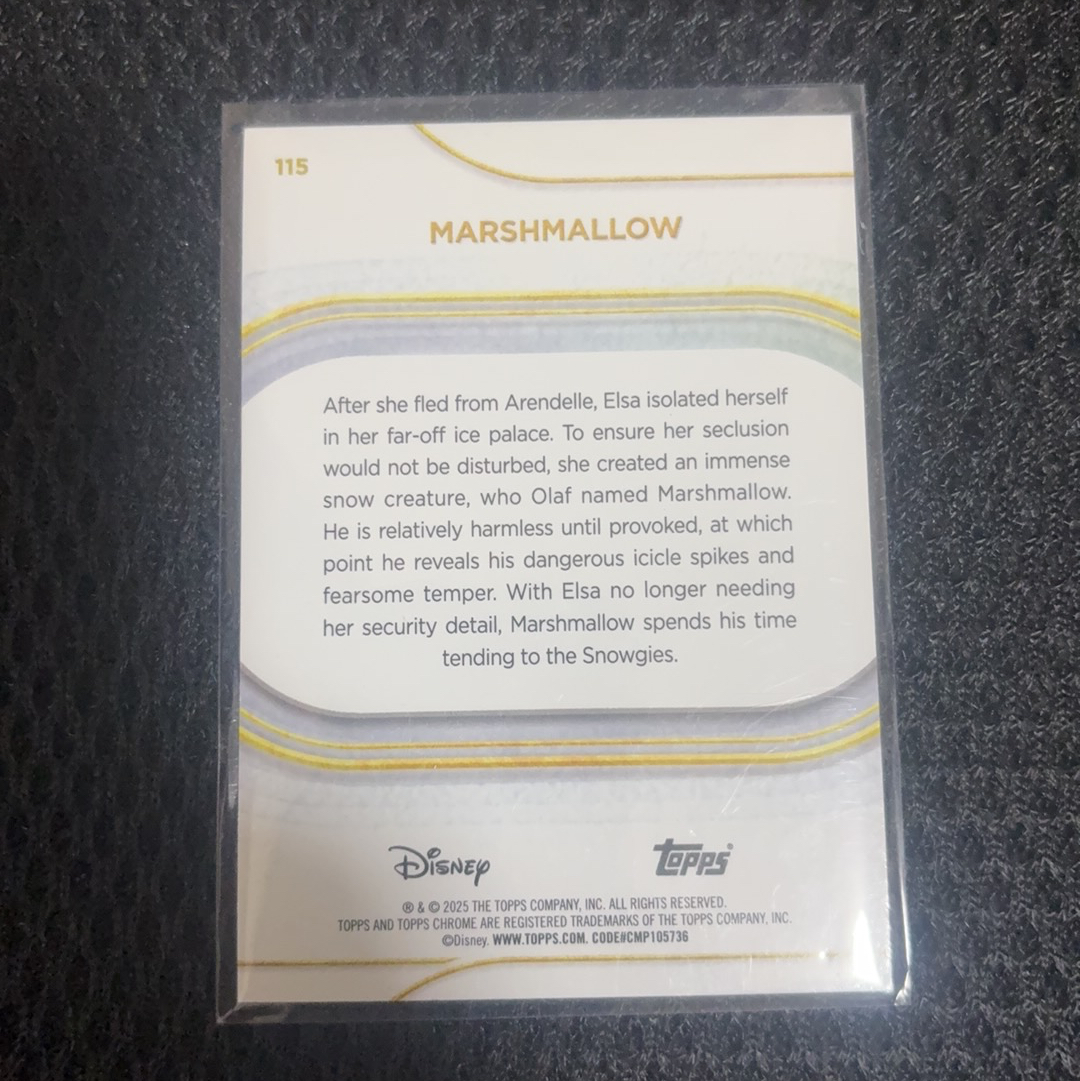 115
MARSHMALLOW
After she fled from Arendelle, Elsa isolated herself
in her far-off ice palace. To ensure her seclusion
would not be disturbed, she created an immense
snow creature, who Olaf named Marshmallow.
He is relatively harmless until provoked, at which
point he reveals his dangerous icicle spikes and
fearsome temper. With Elsa no longer needing
her security detail, Marshmallow spends his time
tending to the Snowgies.
Disney topps
® & © 2025 THE TOPPS COMPANY, INC. ALL RIGHTS RESERVED.
TOPPS AND TOPPS CHROME ARE REGISTERED TRADEMARKS OF THE TOPPS COMPANY, INC.
©Disney. WWW.TOPPS.COM. CODE#CMP105736